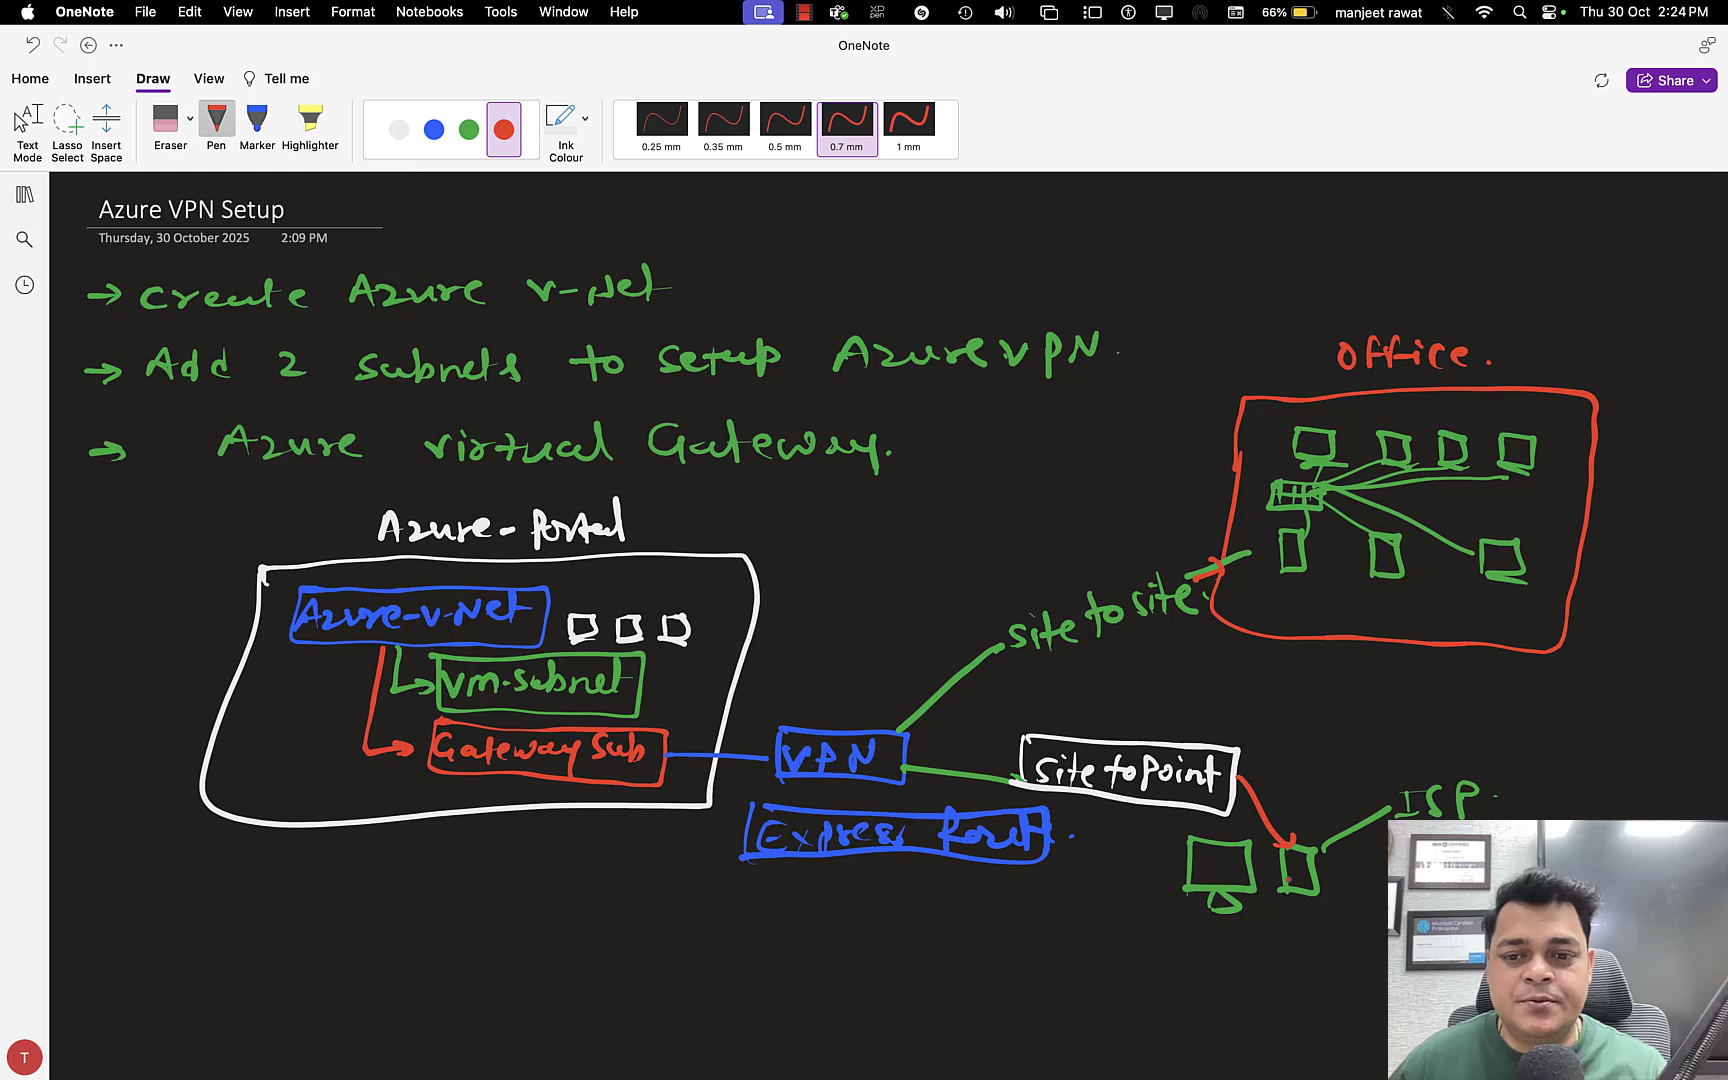 OneNote File Edit View Insert Format Notebooks Tools Window Help 66% manjeet rawat Thu 30 Oct 2:24 PM
OneNote
Home Insert Draw View Tell me Share
Text Mode
Lasso Select
Insert Space
Eraser
Pen
Marker
Highlighter
Ink Colour
0.25 mm 0.35 mm 0.5 mm 0.7 mm 1 mm
Azure VPN Setup
Thursday, 30 October 2025 2:09 PM
→ Create Azure V-Net
→ Add 2 subnets to setup Azure VPN.
→ Azure virtual Gateway.
office.
Azure-Portal
Azure-V-Net
Vm-subnet
Gateway Sub
site to site
VPN
site to Point
Express
ISP.
T